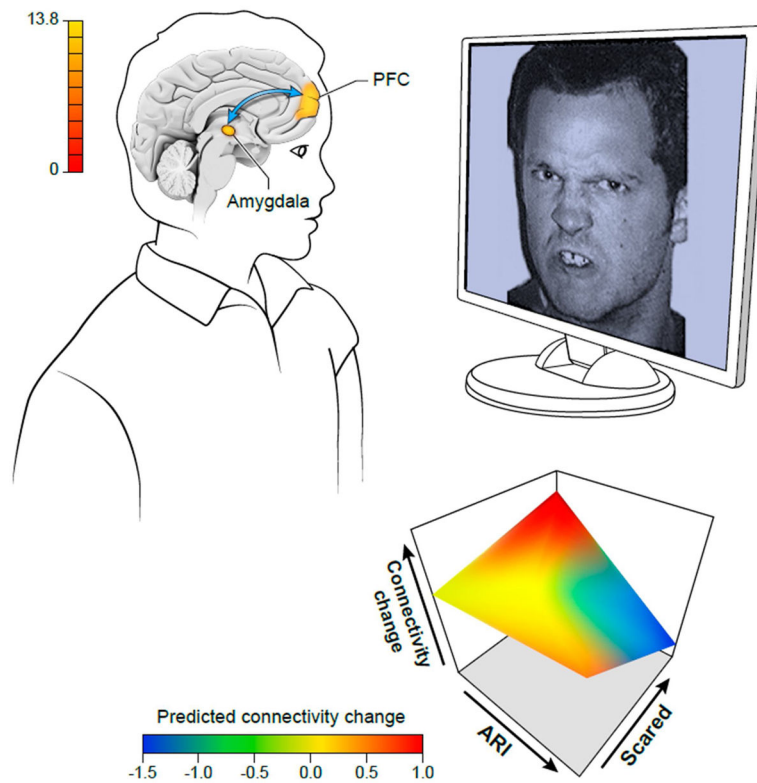 13.8
0
PFC
Amygdala
Connectivity
change
ARI
Scared
Predicted connectivity change
-1.5 -1.0 -0.5 0.0 0.5 1.0